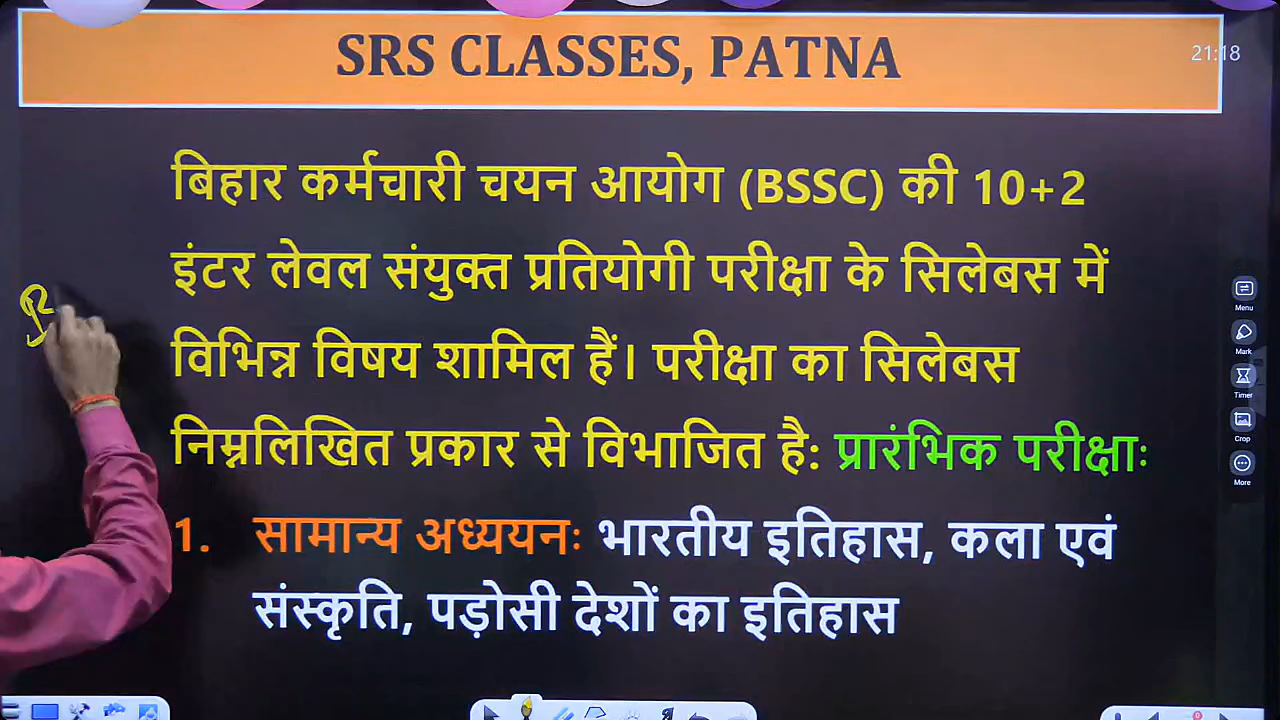 SRS CLASSES, PATNA
21:18
बिहार कर्मचारी चयन आयोग (BSSC) की 10+2
इंटर लेवल संयुक्त प्रतियोगी परीक्षा के सिलेबस में
विभिन्न विषय शामिल हैं। परीक्षा का सिलेबस
निम्नलिखित प्रकार से विभाजित है: प्रारंभिक परीक्षाः
1. सामान्य अध्ययनः भारतीय इतिहास, कला एवं
संस्कृति, पड़ोसी देशों का इतिहास
Menu
Mark
Timer
Crop
More